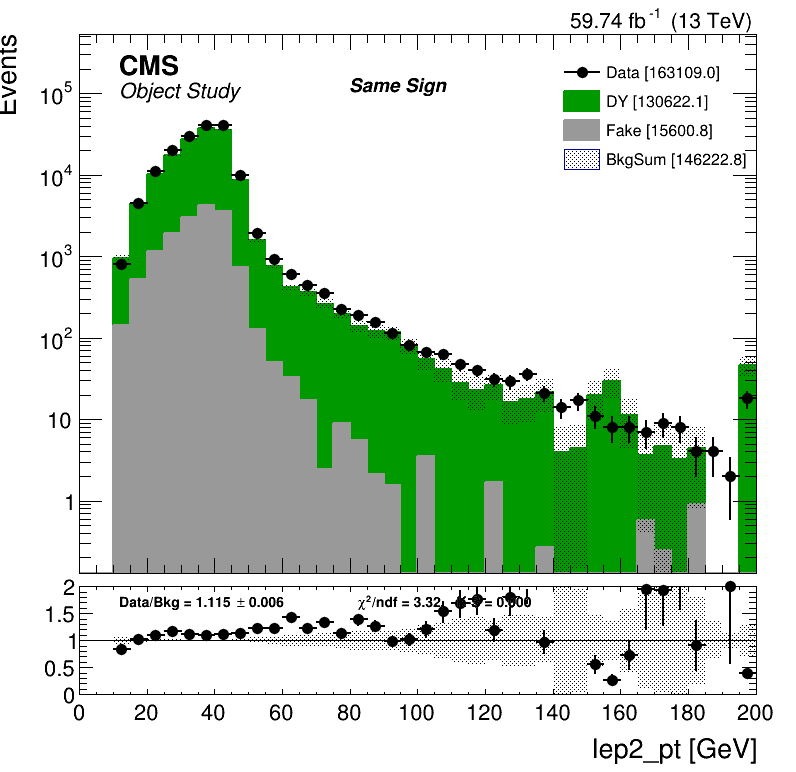 59.74 fb⁻¹ (13 TeV)
Events
CMS
Object Study
Same Sign
Data [163109.0]
DY [130622.1]
Fake [15600.8]
BkgSum [146222.8]
10⁵
10⁴
10³
10²
10
1
Data/Bkg = 1.115 ± 0.006
χ²/ndf = 3.32
= 0.000
2
1.5
1
0.5
0
0 20 40 60 80 100 120 140 160 180 200
lep2_pt [GeV]